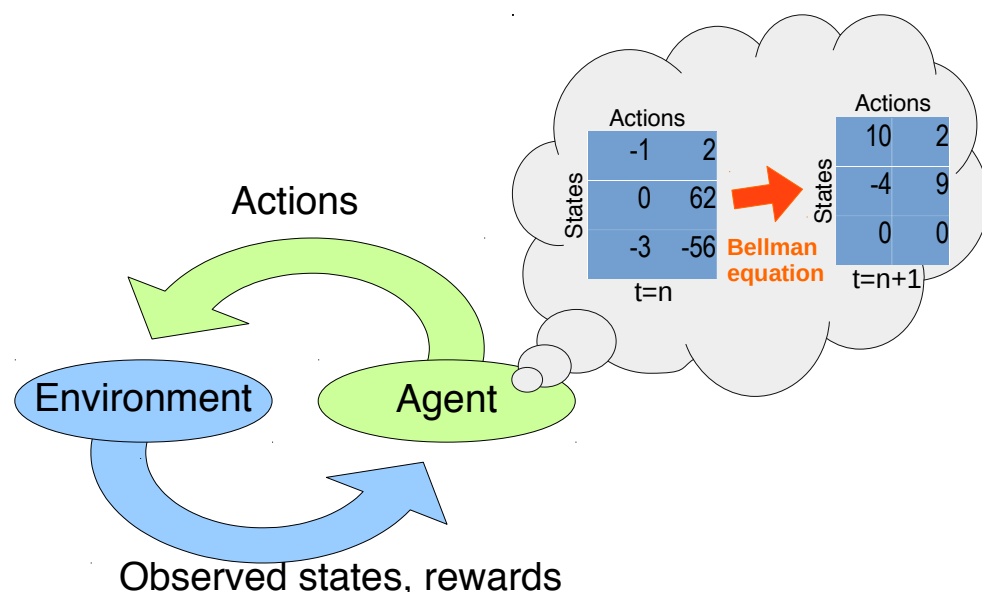 Actions
Actions
States
-1 2
0 62
-3 -56
t=n
Bellman
equation
States
10 2
-4 9
0 0
t=n+1
Actions
Environment
Agent
Observed states, rewards